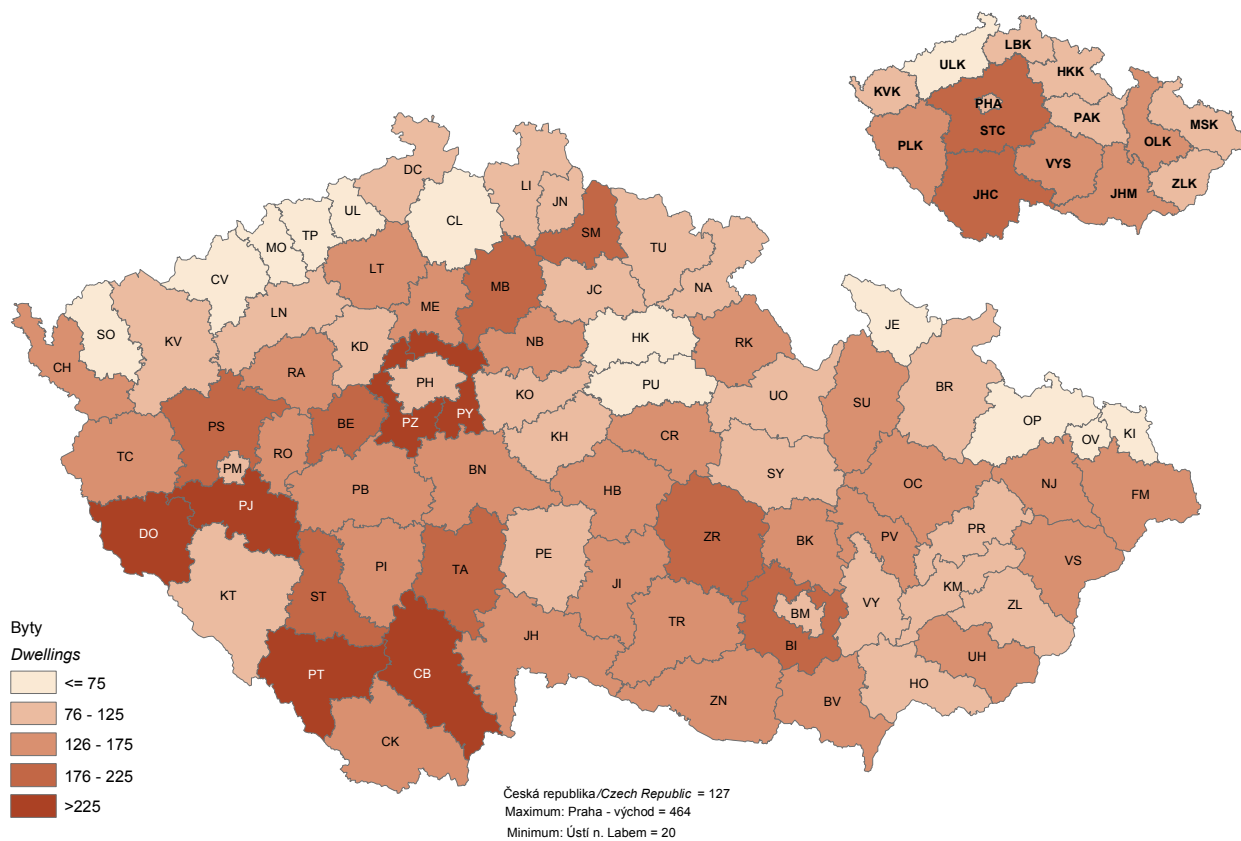 LBK
ULK
HKK
KVK
PHA
PAK
MSK
STC
OLK
PLK
VYS
ZLK
JHC
JHM
DC
LI
JN
UL
CL
TP
SM
MO
TU
CV
LT
MB
JC
NA
LN
ME
SO
KV
JE
HK
NB
RK
KD
CH
RA
PH
PU
BR
KO
UO
SU
PZ
PY
BE
PS
OP
KI
OV
KH
CR
TC
RO
PM
BN
SY
PB
HB
OC
NJ
FM
PJ
DO
PR
ZR
BK
PV
PE
VS
PI
TA
JI
KM
KT
ST
VY
ZL
BM
TR
JH
BI
UH
PT
CB
HO
ZN
BV
CK
Byty
Dwellings
<= 75
76 - 125
126 - 175
176 - 225
>225
Česká republika/Czech Republic = 127
Maximum: Praha - východ = 464
Minimum: Ústí n. Labem = 20